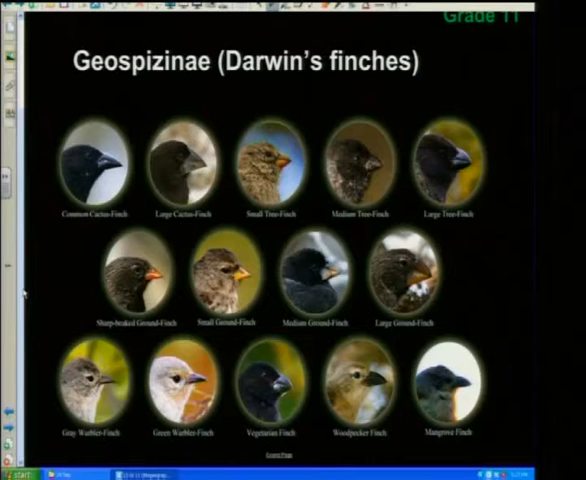 Grade 11
Geospizinae (Darwin's finches)
Common Cactus-Finch
Large Cactus-Finch
Small Tree-Finch
Medium Tree-Finch
Large Tree-Finch
Sharp-beaked Ground-Finch
Small Ground-Finch
Medium Ground-Finch
Large Ground-Finch
Gray Warbler-Finch
Green Warbler-Finch
Vegetarian Finch
Woodpecker Finch
Mangrove Finch
start